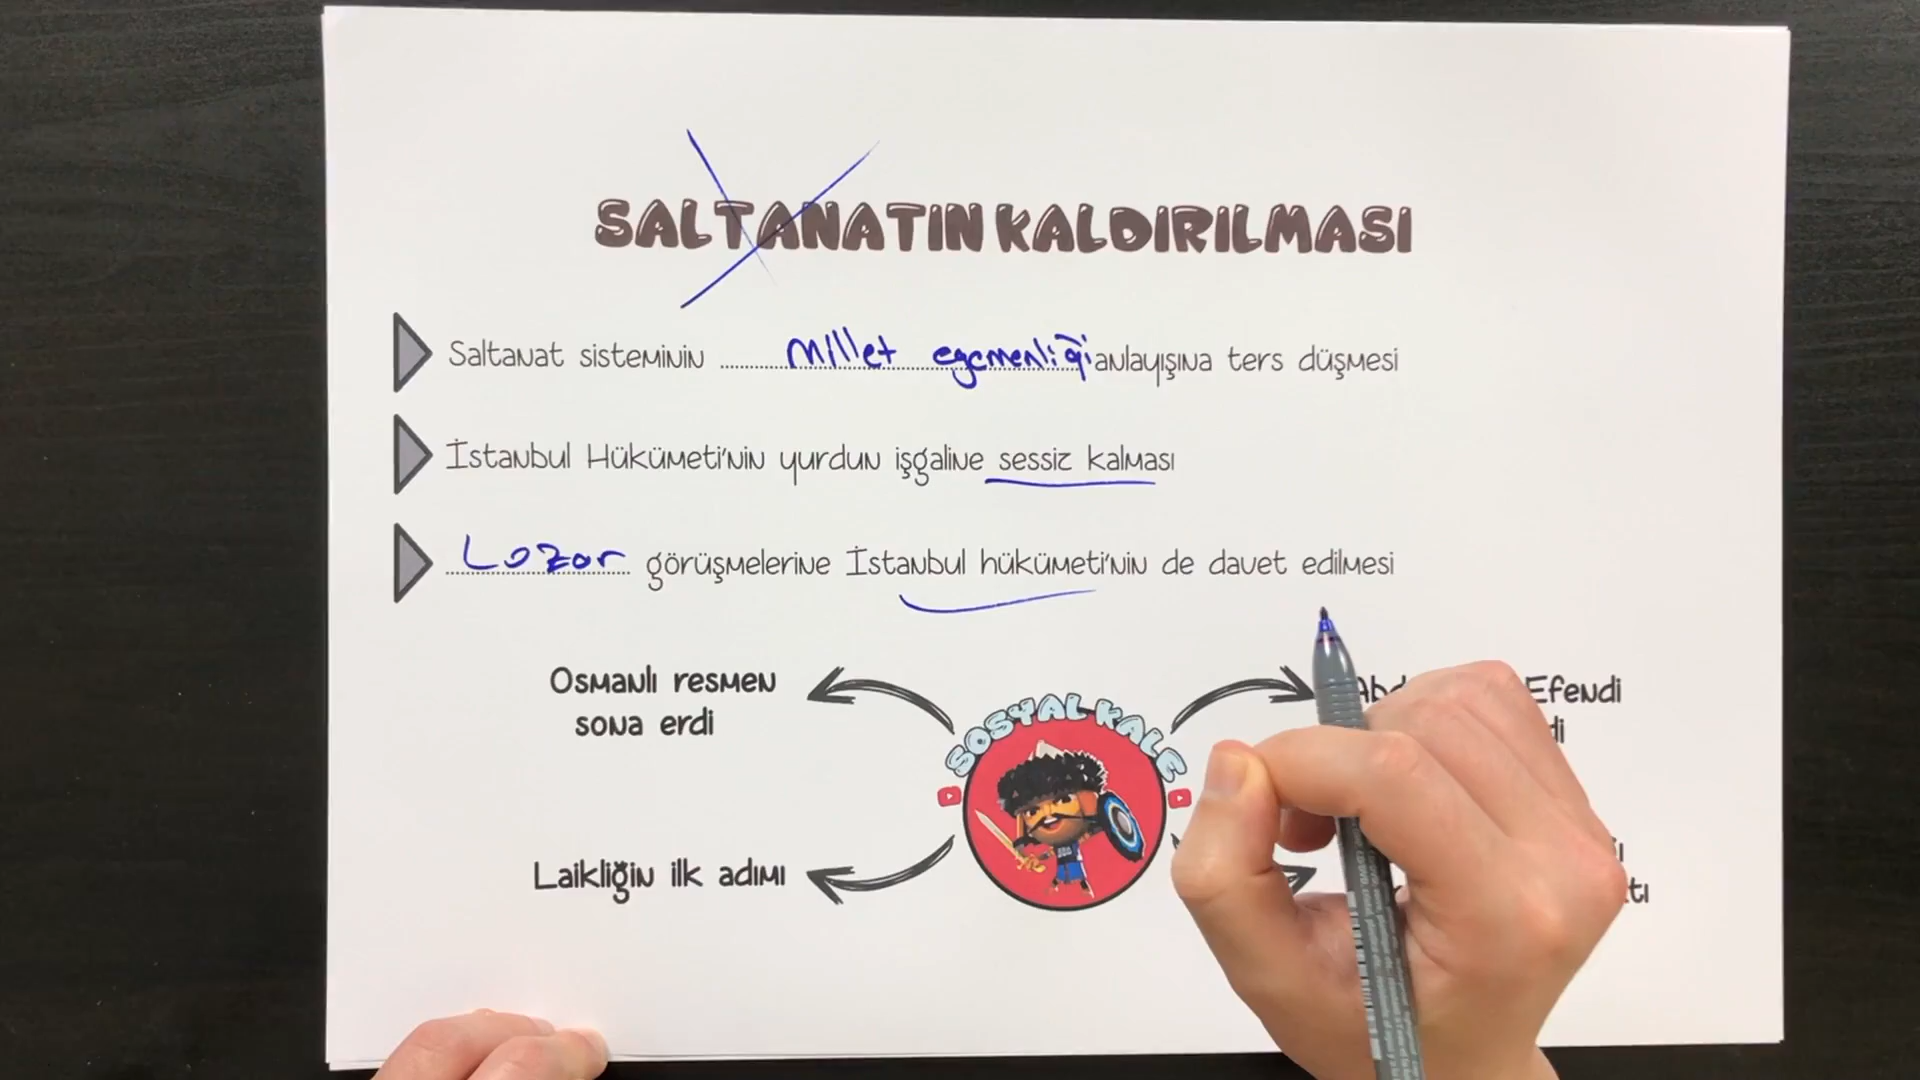 SALTANATIN KALDIRILMASI
Saltanat sisteminin millet egemenliği anlayışına ters düşmesi
İstanbul Hükümeti'nin yurdun işgaline sessiz kalması
Lozar görüşmelerine İstanbul hükümeti'nin de davet edilmesi
Osmanlı resmen
sona erdi
Efendi
SOSYAL KALE
Laikliğin ilk adımı